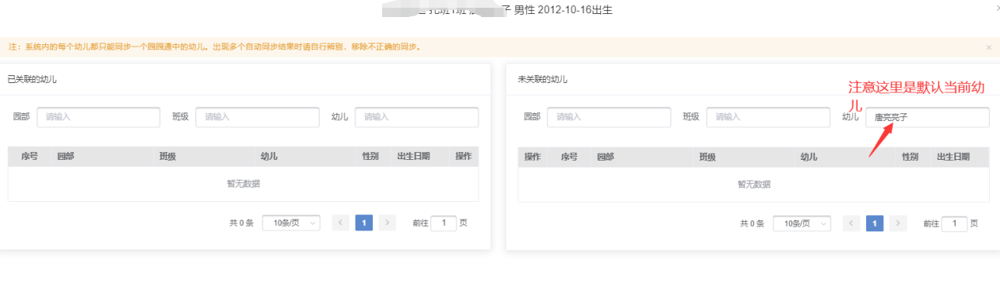 子 男性 2012-10-16出生
注：系统内的每个幼儿都只能同步一个园园通中的幼儿。出现多个自动同步结果时请自行辨别，移除不正确的同步。
已关联的幼儿
园部 请输入 班级 请输入 幼儿 请输入
序号 园部 班级 幼儿 性别 出生日期 操作
暂无数据
共 0 条 10条/页 1 前往 1 页
未关联的幼儿
注意这里是默认当前幼
儿
园部 请输入 班级 请输入 幼儿 唐亮亮子
操作 序号 园部 班级 幼儿 性别 出生日期
暂无数据
共 0 条 10条/页 1 前往 1 页